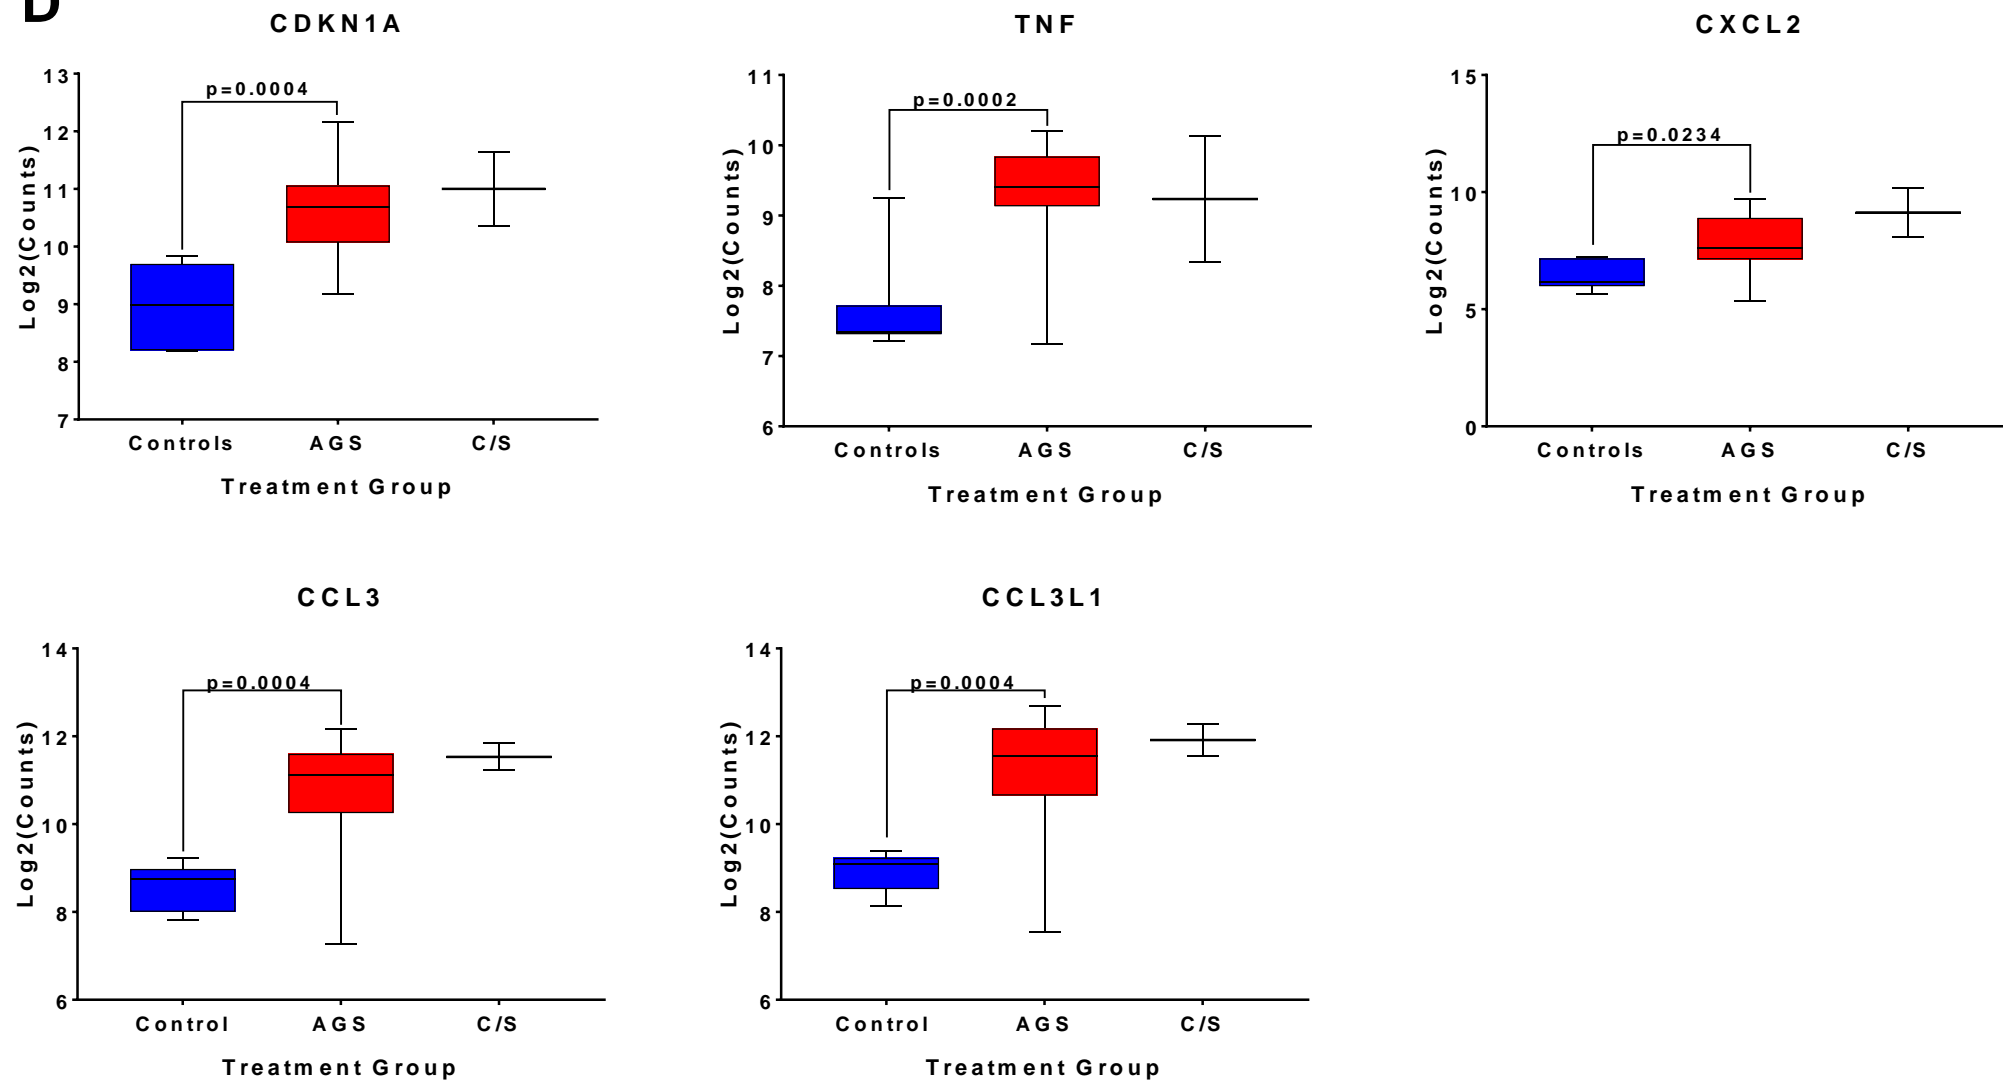 D
CDKN1A
p=0.0004
Log2(Counts)
13
12
11
10
9
8
7
Controls AGS C/S
Treatment Group
TNF
p=0.0002
Log2(Counts)
11
10
9
8
7
6
Controls AGS C/S
Treatment Group
CXCL2
p=0.0234
Log2(Counts)
15
10
5
0
Controls AGS C/S
Treatment Group
CCL3
p=0.0004
Log2(Counts)
14
12
10
8
6
Control AGS C/S
Treatment Group
CCL3L1
p=0.0004
Log2(Counts)
14
12
10
8
6
Control AGS C/S
Treatment Group